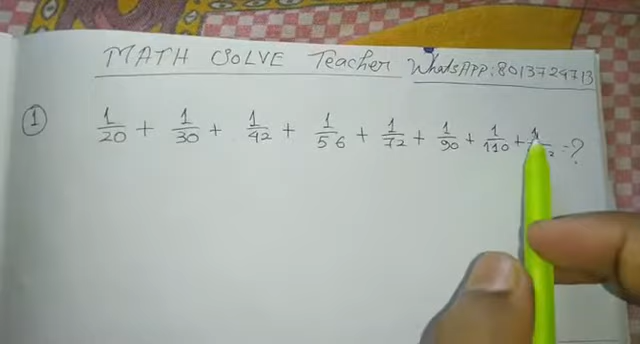 MATH SOLVE Teacher WhatsAPP:8013729713
① 1/20 + 1/30 + 1/42 + 1/56 + 1/72 + 1/90 + 1/110 + = ?